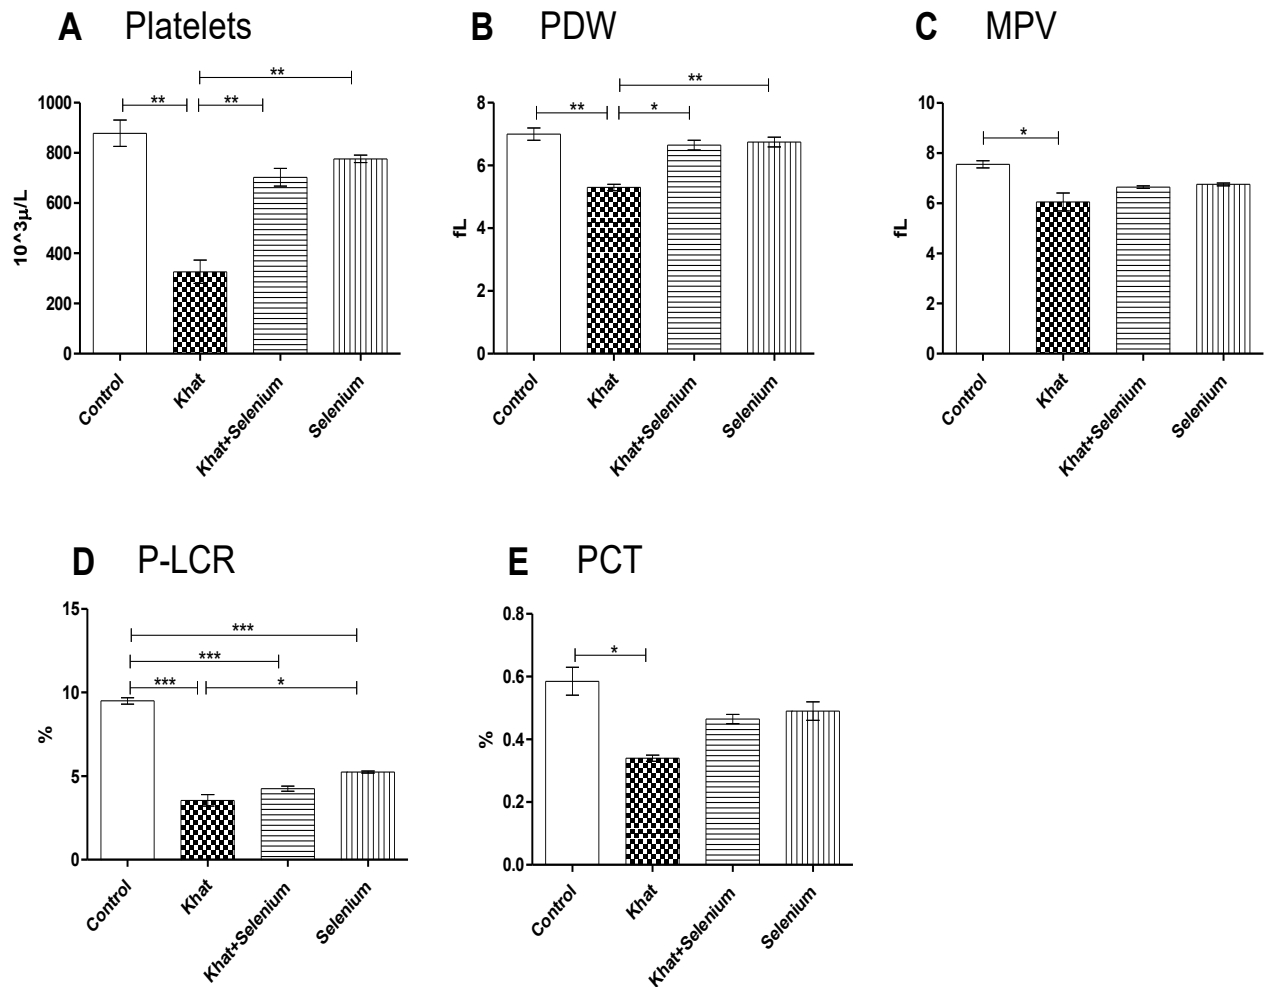 A Platelets
**
** **
1000
800
600
400
200
0
10^3µ/L
Control
Khat
Khat+Selenium
Selenium
B PDW
**
** *
8
6
4
2
0
fL
Control
Khat
Khat+Selenium
Selenium
C MPV
*
10
8
6
4
2
0
fL
Control
Khat
Khat+Selenium
Selenium
D P-LCR
***
***
*** *
15
10
5
0
%
Control
Khat
Khat+Selenium
Selenium
E PCT
*
0.8
0.6
0.4
0.2
0.0
%
Control
Khat
Khat+Selenium
Selenium